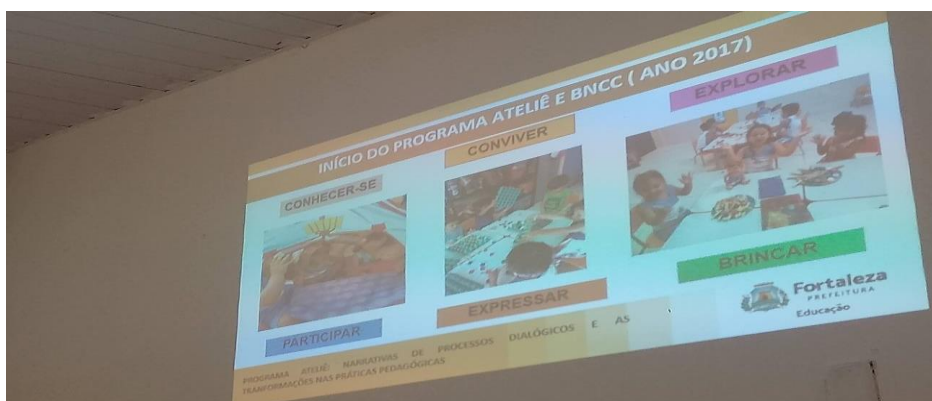 INÍCIO DO PROGRAMA ATELIÊ E BNCC ( ANO 2017)
CONHECER-SE
CONVIVER
EXPLORAR
PARTICIPAR
EXPRESSAR
BRINCAR
Fortaleza
PREFEITURA
Educação
PROGRAMA ATELIÊ: NARRATIVAS DE PROCESSOS DIALÓGICOS E AS
TRANFORMAÇÕES NAS PRÁTICAS PEDAGÓGICAS